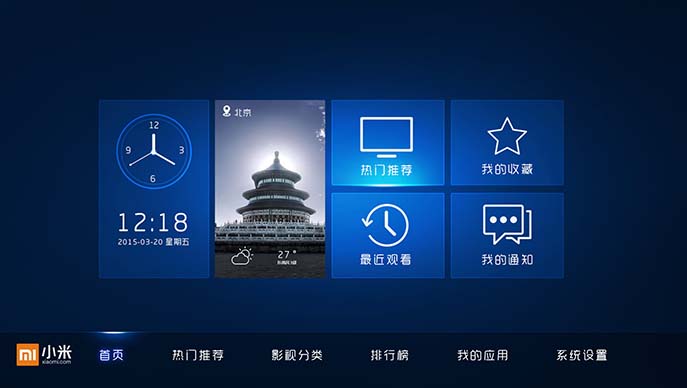 12
9
3
6
12:18
2015-03-20 星期五
北京
27°
热门推荐
我的收藏
最近观看
我的通知
mi 小米
xiaomi.com
首页
热门推荐
影视分类
排行榜
我的应用
系统设置